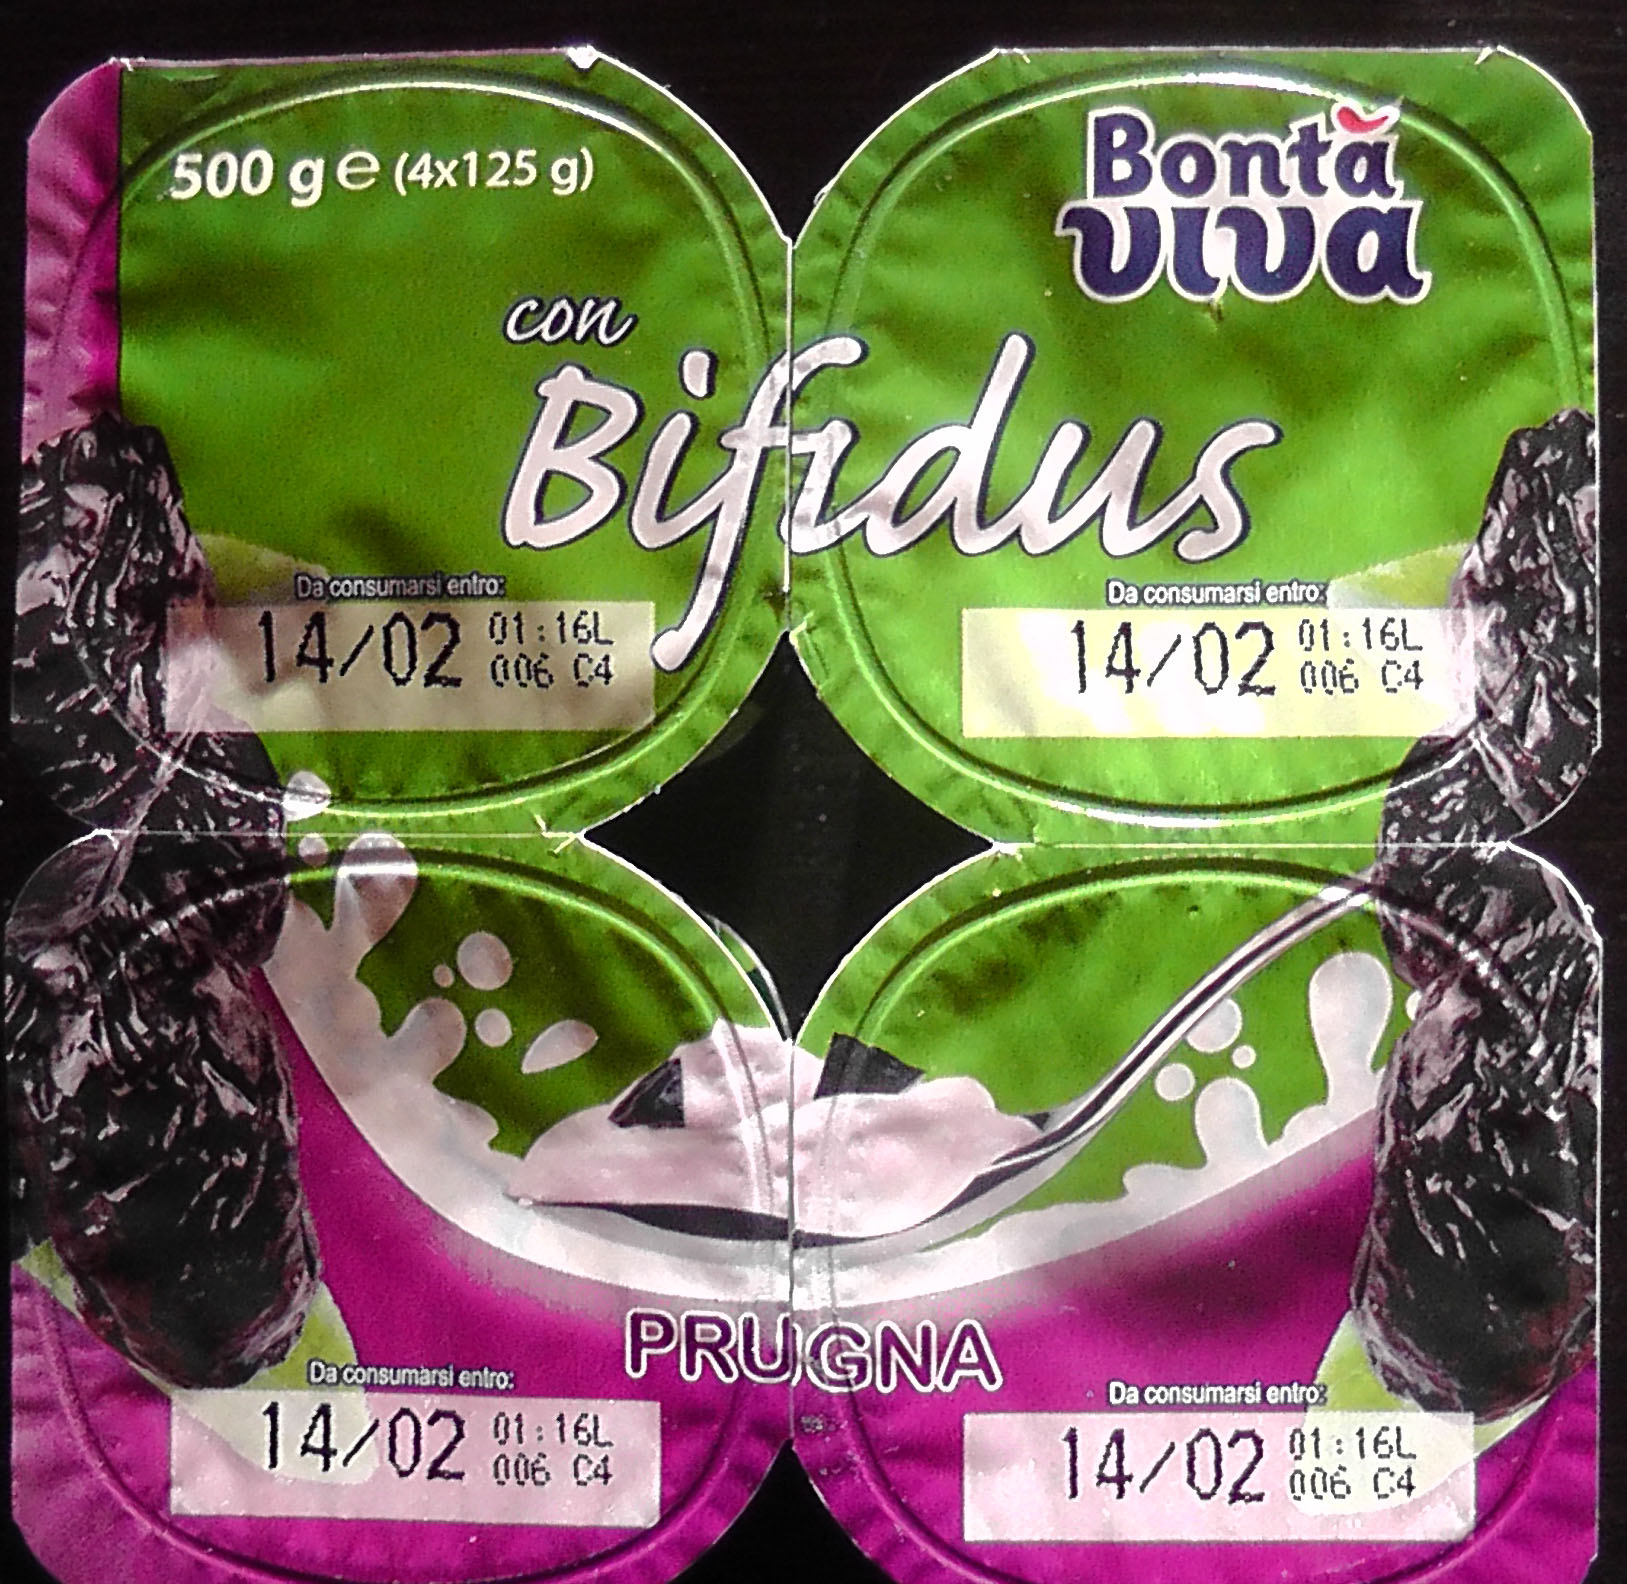 500 g ℮ (4x125 g)
Bontà
viva
con
Bifidus
Da consumarsi entro:
14/02 01:16L
006 C4
Da consumarsi entro:
14/02 01:16L
006 C4
PRUGNA
Da consumarsi entro:
14/02 01:16L
006 C4
Da consumarsi entro:
14/02 01:16L
006 C4